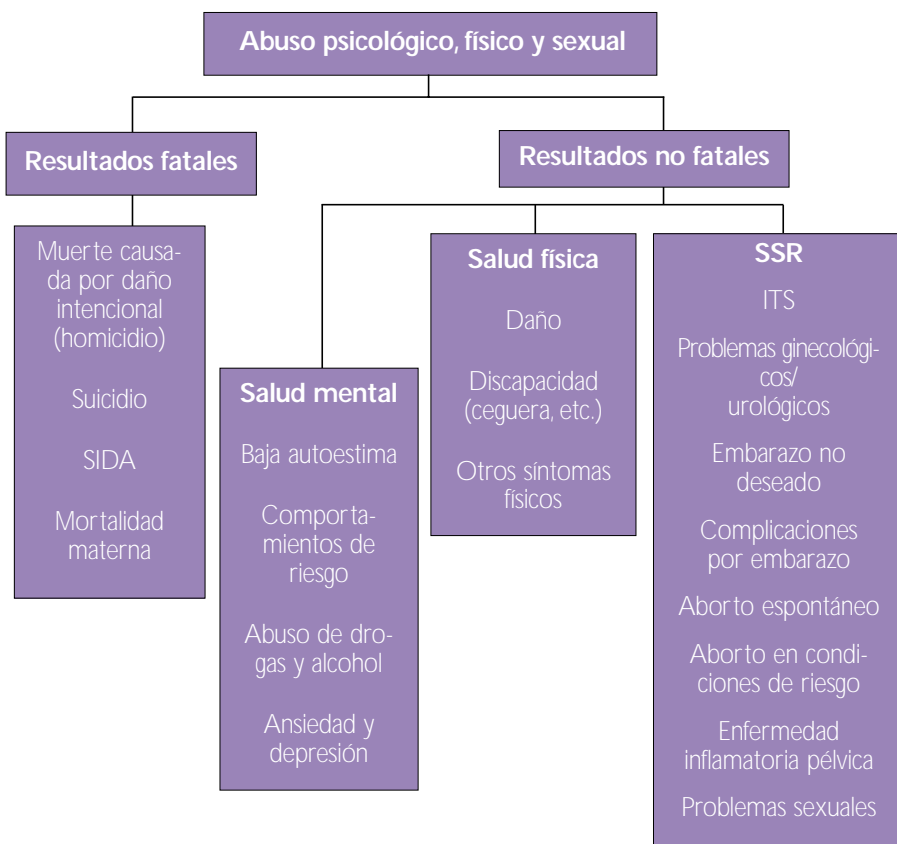 Abuso psicológico, físico y sexual
Resultados fatales
Muerte causa-
da por daño
intencional
(homicidio)
Suicidio
SIDA
Mortalidad
materna
Resultados no fatales
Salud mental
Baja autoestima
Comporta-
mientos de
riesgo
Abuso de dro-
gas y alcohol
Ansiedad y
depresión
Salud física
Daño
Discapacidad
(ceguera, etc.)
Otros síntomas
físicos
SSR
ITS
Problemas ginecológi-
cos/
urológicos
Embarazo no
deseado
Complicaciones
por embarazo
Aborto espontáneo
Aborto en condi-
ciones de riesgo
Enfermedad
inflamatoria pélvica
Problemas sexuales